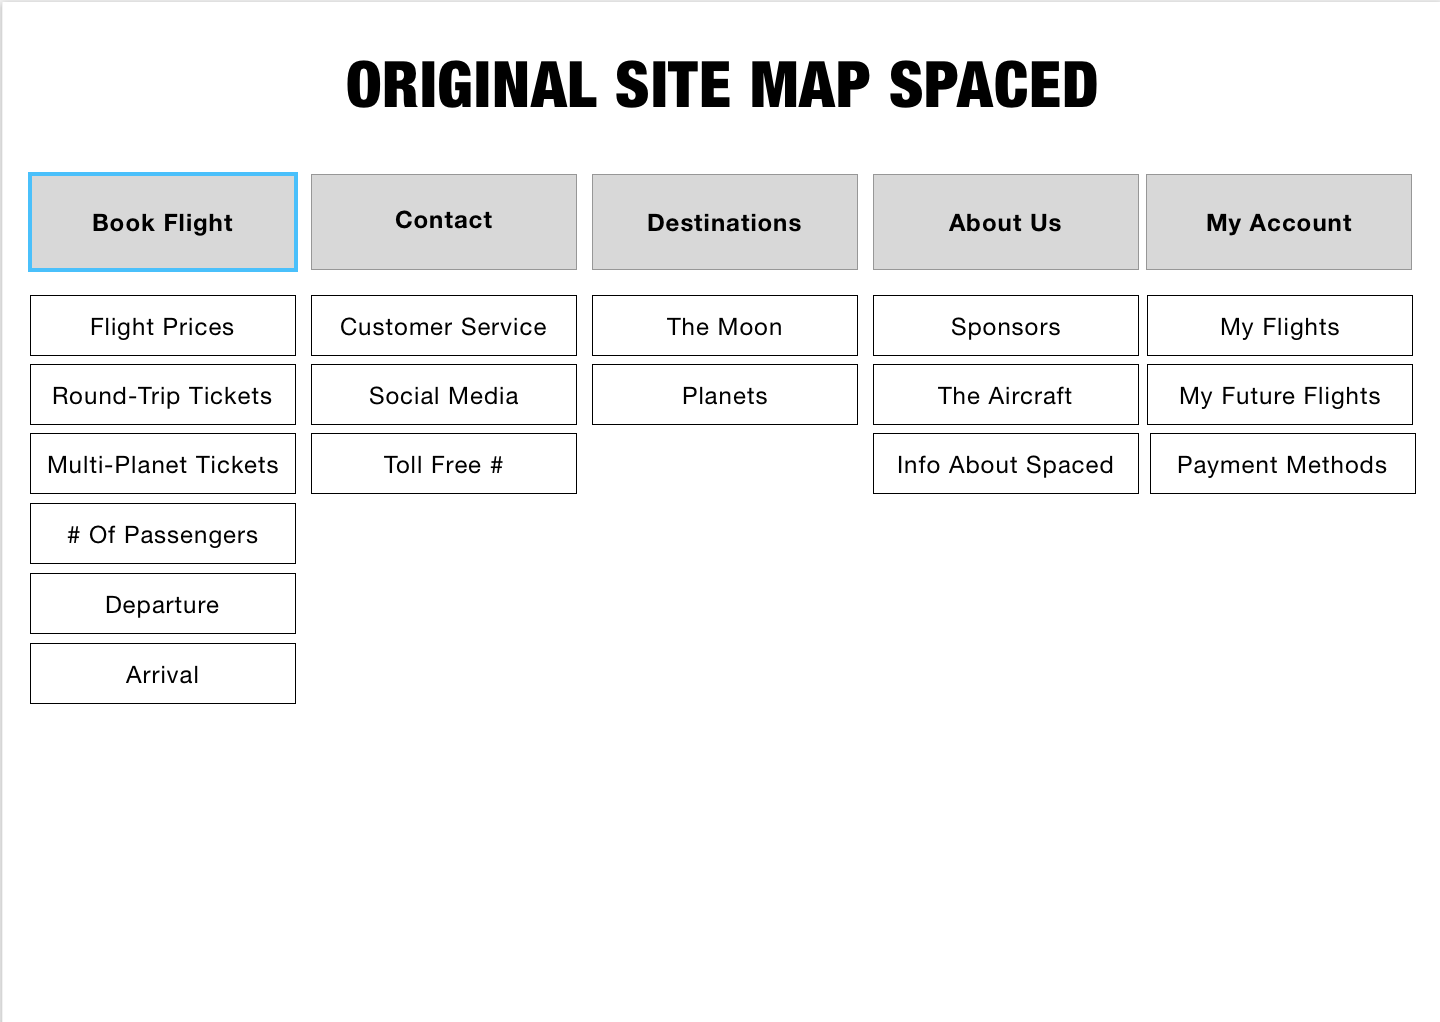 ORIGINAL SITE MAP SPACED
Book Flight
Flight Prices
Round-Trip Tickets
Multi-Planet Tickets
# Of Passengers
Departure
Arrival
Contact
Customer Service
Social Media
Toll Free #
Destinations
The Moon
Planets
About Us
Sponsors
The Aircraft
Info About Spaced
My Account
My Flights
My Future Flights
Payment Methods